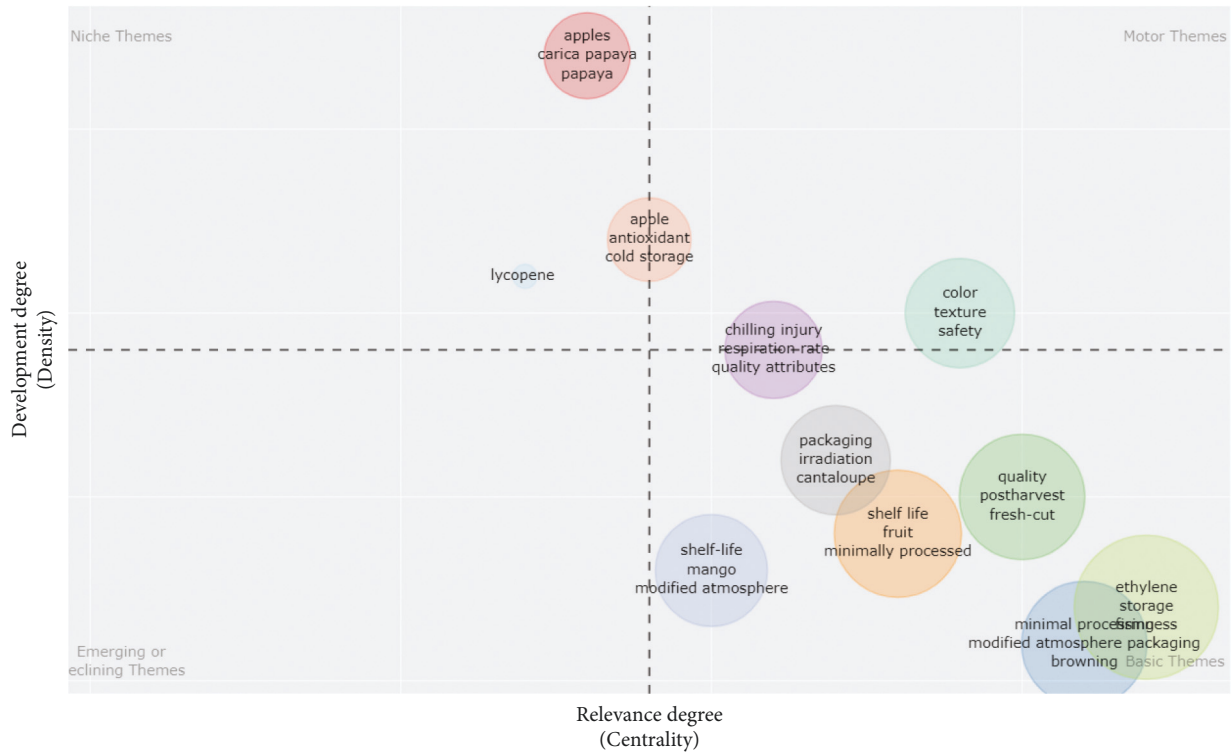 Niche Themes
Motor Themes
apples
carica papaya
papaya
apple
antioxidant
cold storage
lycopene
color
texture
safety
chilling injury
respiration rate
quality attributes
packaging
irradiation
cantaloupe
quality
postharvest
fresh-cut
shelf life
fruit
minimally processed
shelf-life
mango
modified atmosphere
ethylene
storage
firmness
minimal processing
modified atmosphere packaging
browning
Emerging or
eclining Themes
Basic Themes
Development degree
(Density)
Relevance degree
(Centrality)